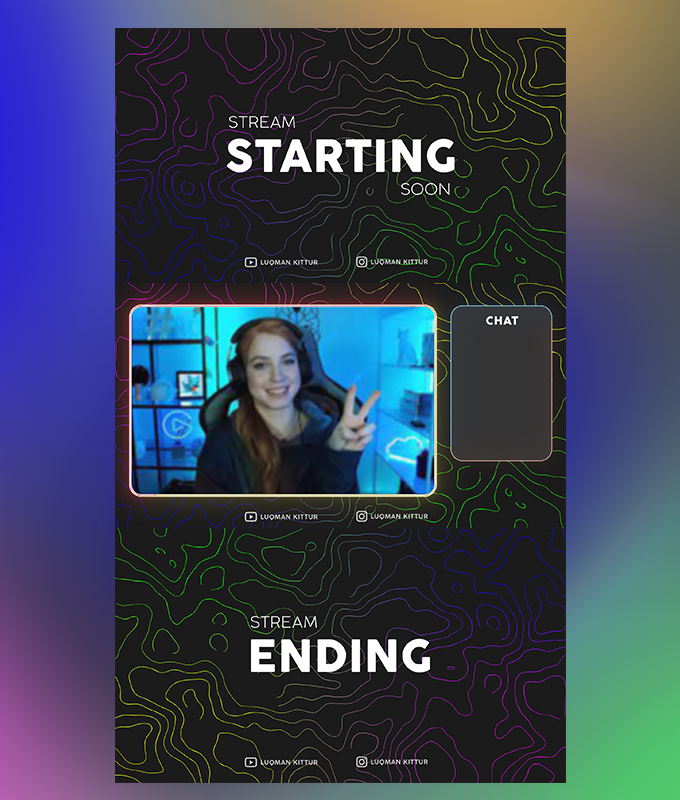 STREAM
STARTING
SOON
LUQMAN KITTUR LUQMAN KITTUR
CHAT
LUQMAN KITTUR LUQMAN KITTUR
STREAM
ENDING
LUQMAN KITTUR LUQMAN KITTUR